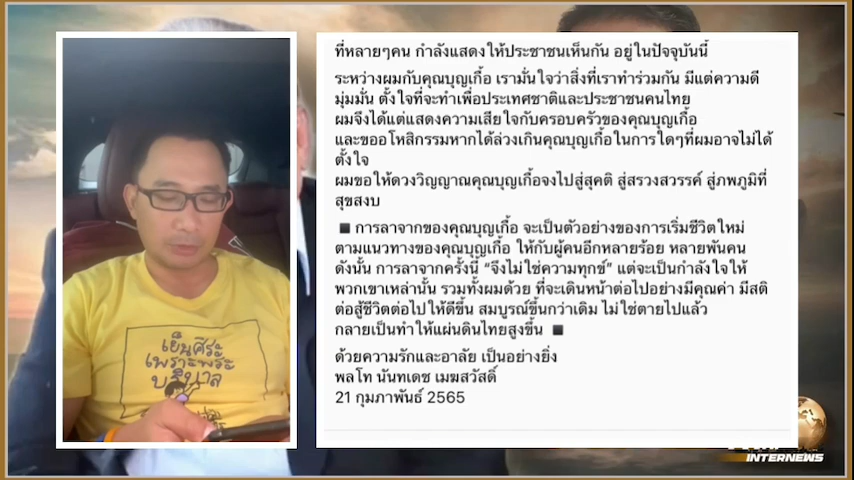 ที่หลายๆคน กำลังแสดงให้ประชาชนเห็นกัน อยู่ในปัจจุบันนี้
ระหว่างผมกับคุณบุญเกื้อ เรามั่นใจว่าสิ่งที่เราทำร่วมกัน มีแต่ความดี
มุ่มมั่น ตั้งใจที่จะทำเพื่อประเทศชาติและประชาชนคนไทย
ผมจึงได้แต่แสดงความเสียใจกับครอบครัวของคุณบุญเกื้อ
และขออโหสิกรรมหากได้ล่วงเกินคุณบุญเกื้อในการใดๆที่ผมอาจไม่ได้
ตั้งใจ
ผมขอให้ดวงวิญญาณคุณบุญเกื้อจงไปสู่สุคติ สู่สรวงสวรรค์ สู่ภพภูมิที่
สุขสงบ
◾การลาจากของคุณบุญเกื้อ จะเป็นตัวอย่างของการเริ่มชีวิตใหม่
ตามแนวทางของคุณบุญเกื้อ ให้กับผู้คนอีกหลายร้อย หลายพันคน
ดังนั้น การลาจากครั้งนี้ “จึงไม่ใช่ความทุกข์” แต่จะเป็นกำลังใจให้
พวกเขาเหล่านั้น รวมทั้งผมด้วย ที่จะเดินหน้าต่อไปอย่างมีคุณค่า มีสติ
ต่อสู้ชีวิตต่อไปให้ดีขึ้น สมบูรณ์ขึ้นกว่าเดิม ไม่ใช่ตายไปแล้ว
กลายเป็นทำให้แผ่นดินไทยสูงขึ้น ◾
ด้วยความรักและอาลัย เป็นอย่างยิ่ง
พลโท นันทเดช เมฆสวัสดิ์
21 กุมภาพันธ์ 2565
เย็นศิระ
เพราะพระ
บริบาล
INTERNEWS